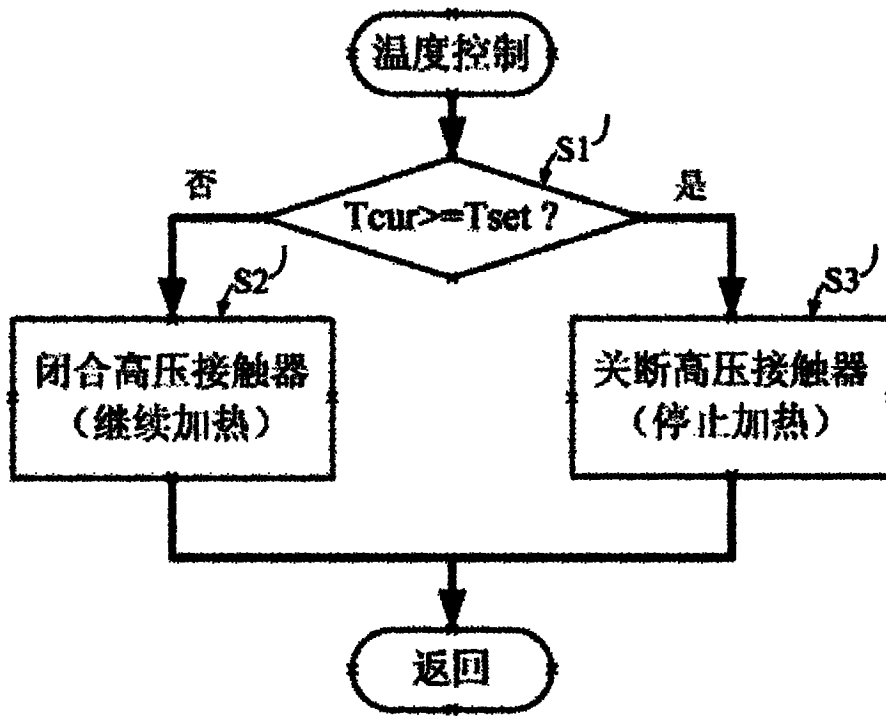 温度控制
S1
否
是
Tcur>=Tset？
S2
S3
闭合高压接触器
（继续加热）
关断高压接触器
（停止加热）
返回